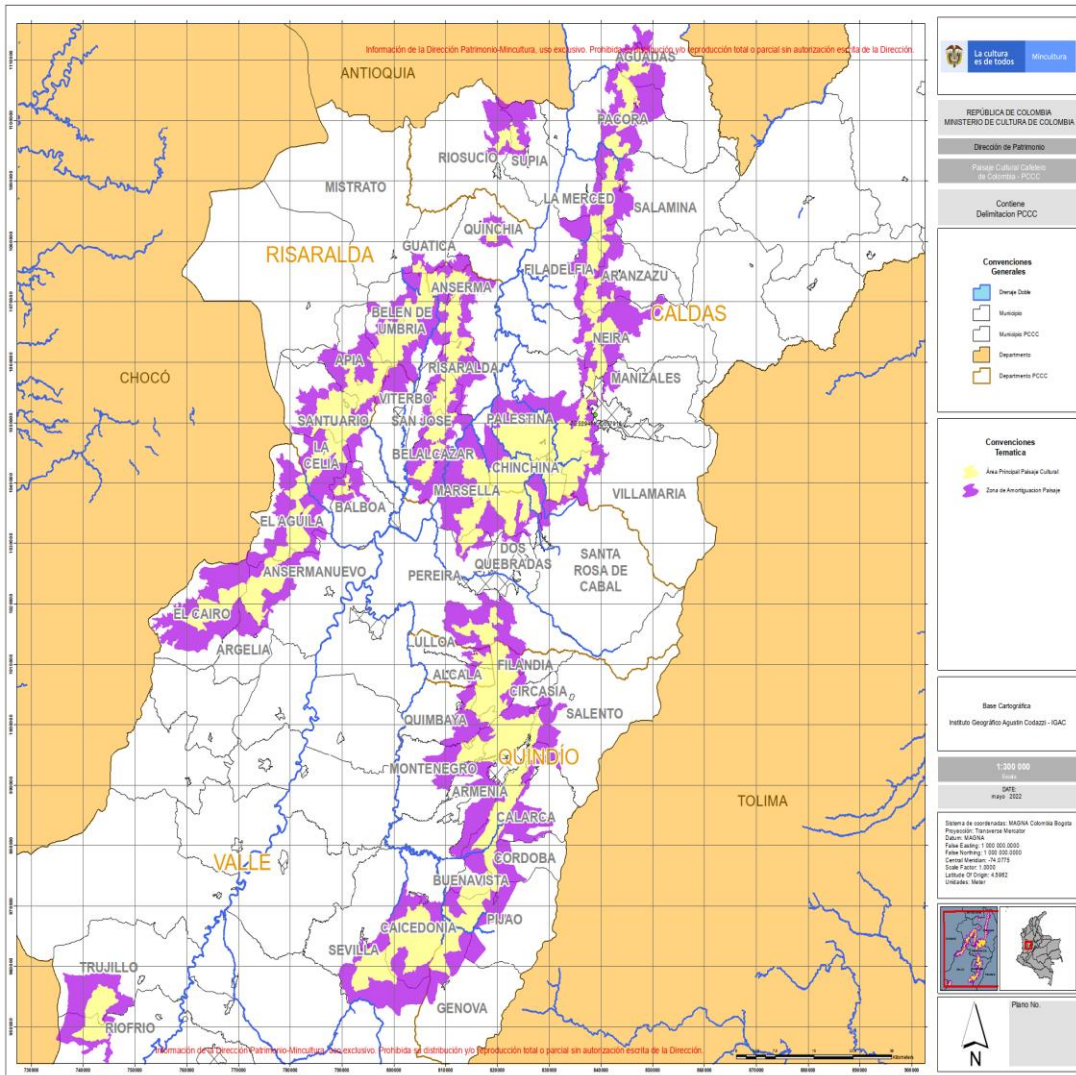 Información de la Dirección Patrimonio-Mincultura, uso exclusivo. Prohibida su distribución y/o reproducción total o parcial sin autorización escrita de la Dirección.
ANTIOQUIA
AGUADAS
PACORA
RIOSUCIO
SUPIA
MISTRATO
LA MERCED
SALAMINA
QUINCHIA
RISARALDA
GUATICA
FILADELFIA
ARANZAZU
ANSERMA
BELEN DE
UMBRIA
CALDAS
NEIRA
APIA
RISARALDA
MANIZALES
CHOCÓ
VITERBO
SANTUARIO
SAN JOSE
PALESTINA
LA
CELIA
BELALCAZAR
CHINCHINA
MARSELLA
VILLAMARIA
BALBOA
EL AGUILA
DOS
QUEBRADAS
SANTA
ROSA DE
CABAL
ANSERMANUEVO
PEREIRA
EL CAIRO
ARGELIA
ULLOA
FILANDIA
ALCALA
CIRCASIA
SALENTO
QUIMBAYA
QUINDÍO
MONTENEGRO
ARMENIA
TOLIMA
CALARCA
VALLE
CORDOBA
BUENAVISTA
PIJAO
CAICEDONIA
SEVILLA
TRUJILLO
GENOVA
RIOFRIO
Información de la Dirección Patrimonio-Mincultura, uso exclusivo. Prohibida su distribución y/o reproducción total o parcial sin autorización escrita de la Dirección.
La cultura
es de todos
Mincultura
REPÚBLICA DE COLOMBIA
MINISTERIO DE CULTURA DE COLOMBIA
Dirección de Patrimonio
Paisaje Cultural Cafetero
de Colombia - PCCC
Contiene
Delimitacion PCCC
Convenciones
Generales
Drenaje Doble
Municipio
Municipio PCCC
Departamento
Departamento PCCC
Convenciones
Tematica
Área Principal Paisaje Cultural
Zona de Amortiguacion Paisaje
Base Cartográfica
Instituto Geográfico Agustin Codazzi - IGAC
1:300 000
Escala
DATE:
mayo 2022
Sistema de coordenadas: MAGNA Colombia Bogota
Proyección: Transverse Mercator
Datum: MAGNA
False Easting: 1 000 000.0000
False Northing: 1 000 000.0000
Central Meridian: -74.0775
Scale Factor: 1.0000
Latitude Of Origin: 4.5962
Unidades: Meter
Plano No.
N